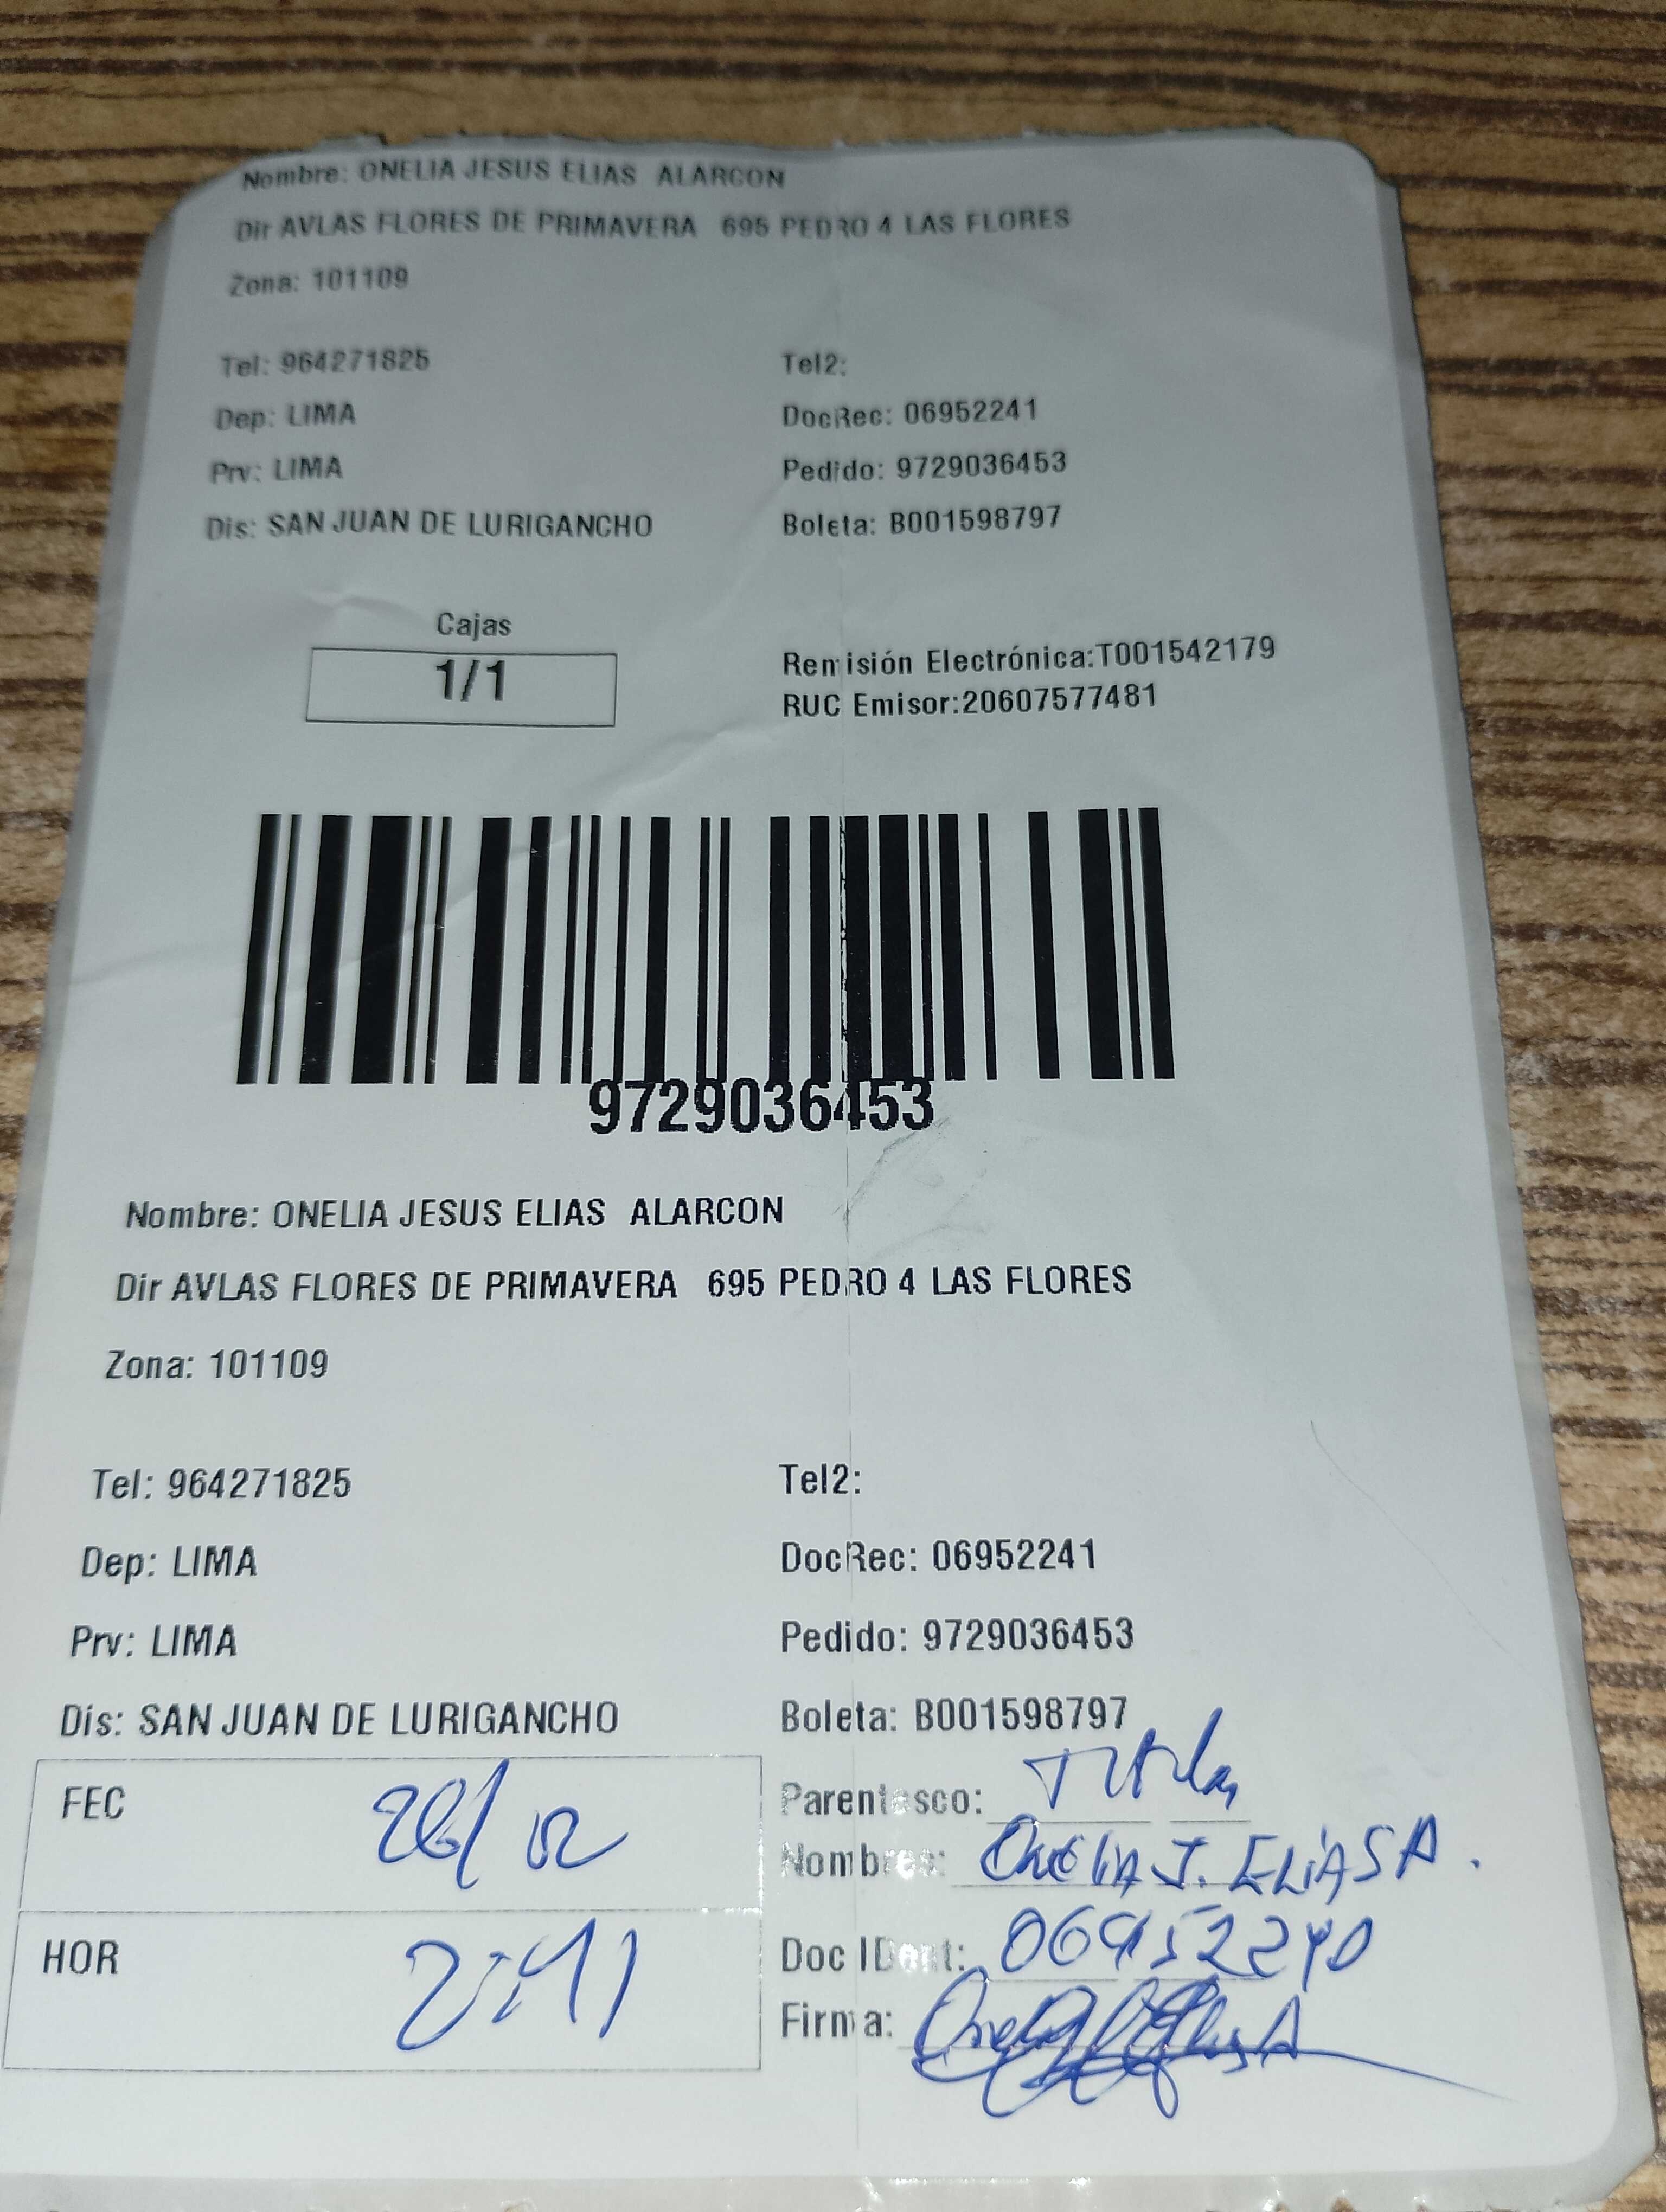 Nombre: ONELIA JESUS ELIAS ALARCON
Dir AVLAS FLORES DE PRIMAVERA 695 PEDRO 4 LAS FLORES
Zona: 101109
Tel: 964271825 Tel2:
Dep: LIMA DocRec: 06952241
Prv: LIMA Pedido: 9729036453
Dis: SAN JUAN DE LURIGANCHO Boleta: B001598797
Cajas
1/1
Remisión Electrónica:T001542179
RUC Emisor:20607577481
9729036453
Nombre: ONELIA JESUS ELIAS ALARCON
Dir AVLAS FLORES DE PRIMAVERA 695 PEDRO 4 LAS FLORES
Zona: 101109
Tel: 964271825 Tel2:
Dep: LIMA DocRec: 06952241
Prv: LIMA Pedido: 9729036453
Dis: SAN JUAN DE LURIGANCHO Boleta: B001598797
FEC Parentesco:
Nombres: ONELIA J. ELIAS A.
HOR Doc IDent: 06952240
Firma: